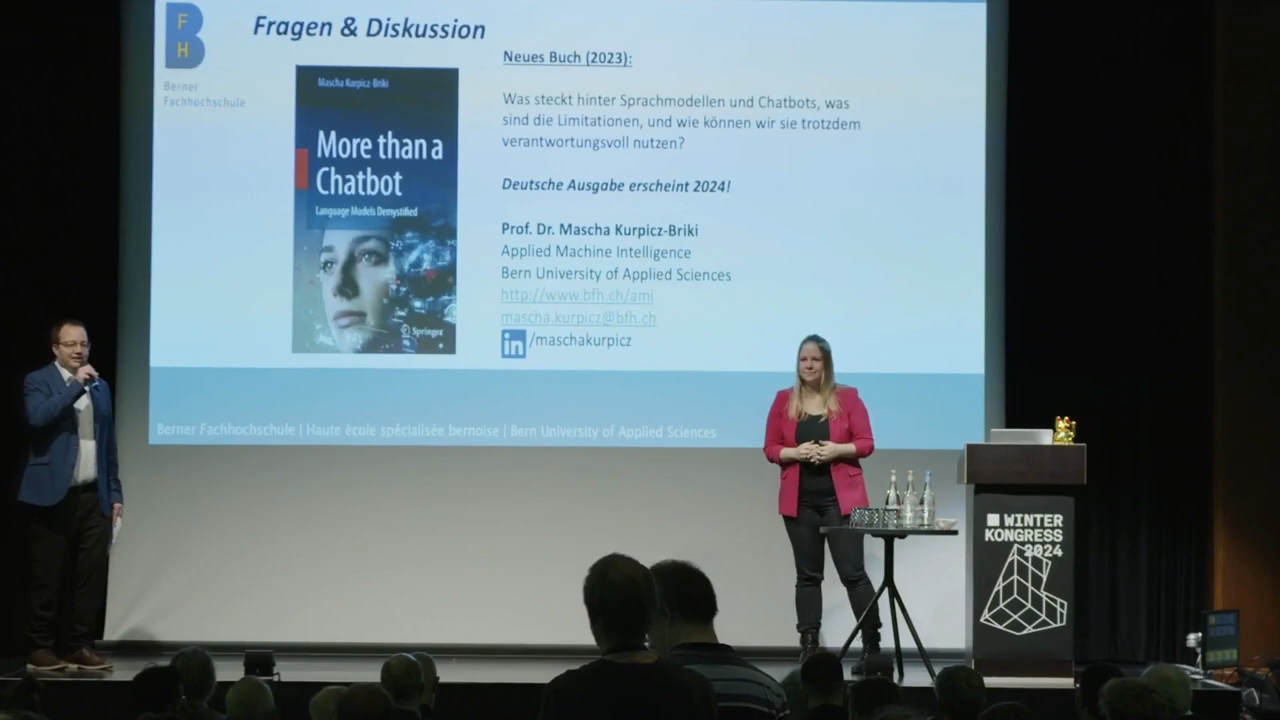 F
H
Berner
Fachhochschule
Fragen & Diskussion
Mascha Kurpicz-Briki
More than a
Chatbot
Language Models Demystified
Springer
Neues Buch (2023):
Was steckt hinter Sprachmodellen und Chatbots, was
sind die Limitationen, und wie können wir sie trotzdem
verantwortungsvoll nutzen?
Deutsche Ausgabe erscheint 2024!
Prof. Dr. Mascha Kurpicz-Briki
Applied Machine Intelligence
Bern University of Applied Sciences
http://www.bfh.ch/ami
mascha.kurpicz@bfh.ch
in /maschakurpicz
Berner Fachhochschule | Haute école spécialisée bernoise | Bern University of Applied Sciences
WINTER
KONGRESS
2024